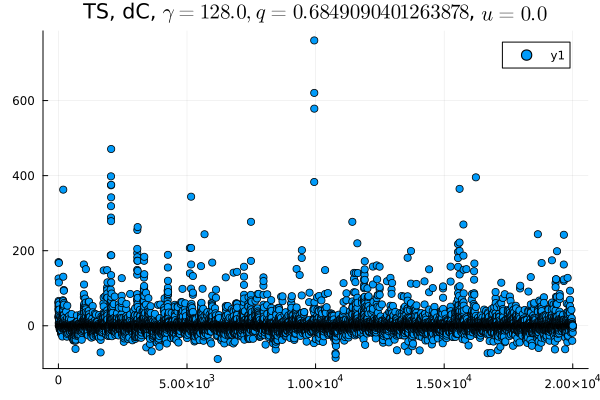 TS, dC, γ = 128.0, q = 0.6849090401263878, u = 0.0
y1
600
400
200
0
0 5.00×10³ 1.00×10⁴ 1.50×10⁴ 2.00×10⁴